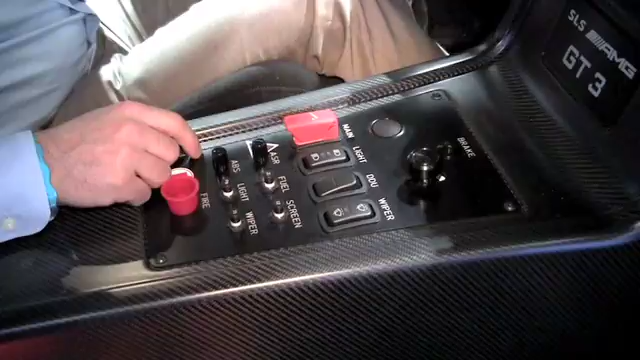 SLS AMG
GT 3
MAIN
BRAKE
ABS
ASR
LIGHT
FIRE
LIGHT
FUEL
DDU
WIPER
SCREEN
WIPER